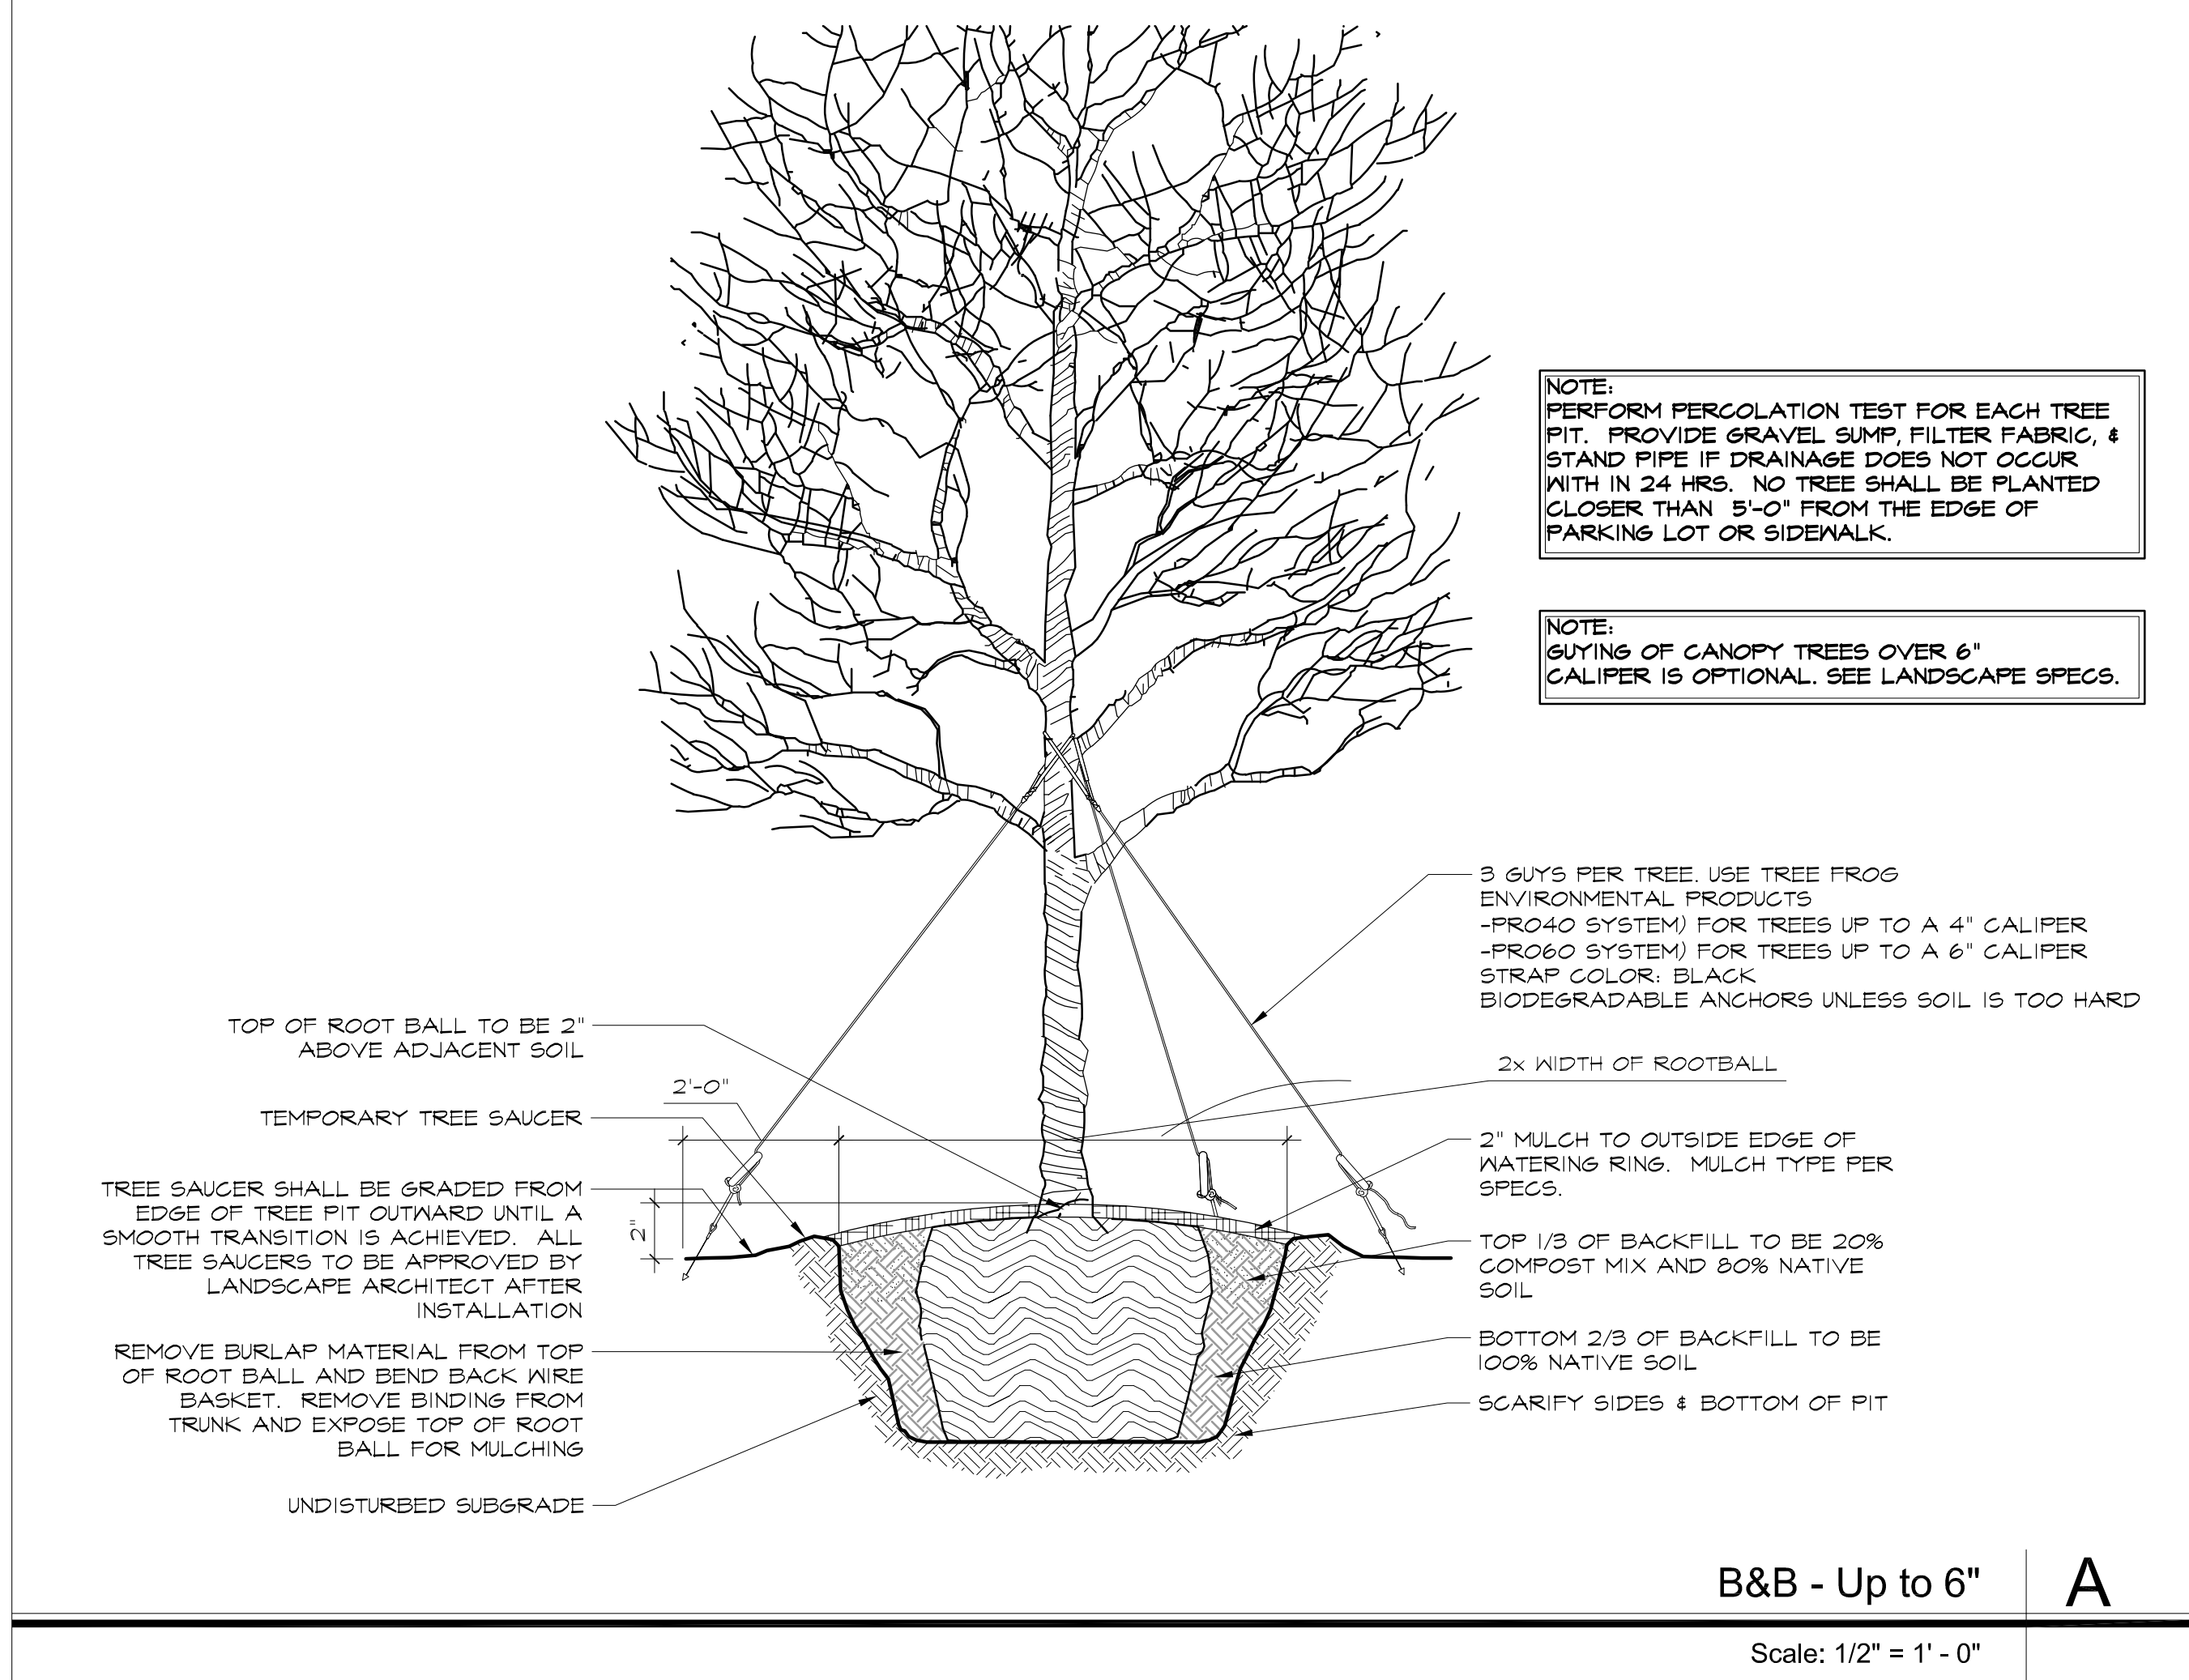 NOTE:
PERFORM PERCOLATION TEST FOR EACH TREE
PIT.  PROVIDE GRAVEL SUMP, FILTER FABRIC, &
STAND PIPE IF DRAINAGE DOES NOT OCCUR
WITH IN 24 HRS.  NO TREE SHALL BE PLANTED
CLOSER THAN  5'-0" FROM THE EDGE OF
PARKING LOT OR SIDEWALK.
NOTE:
GUYING OF CANOPY TREES OVER 6"
CALIPER IS OPTIONAL. SEE LANDSCAPE SPECS.
3 GUYS PER TREE. USE TREE FROG
ENVIRONMENTAL PRODUCTS
-PRO40 SYSTEM) FOR TREES UP TO A 4" CALIPER
-PRO60 SYSTEM) FOR TREES UP TO A 6" CALIPER
STRAP COLOR: BLACK
BIODEGRADABLE ANCHORS UNLESS SOIL IS TOO HARD
TOP OF ROOT BALL TO BE 2"
ABOVE ADJACENT SOIL
2'-0"
TEMPORARY TREE SAUCER
TREE SAUCER SHALL BE GRADED FROM
EDGE OF TREE PIT OUTWARD UNTIL A
SMOOTH TRANSITION IS ACHIEVED.  ALL
TREE SAUCERS TO BE APPROVED BY
LANDSCAPE ARCHITECT AFTER
INSTALLATION
2"
REMOVE BURLAP MATERIAL FROM TOP
OF ROOT BALL AND BEND BACK WIRE
BASKET.  REMOVE BINDING FROM
TRUNK AND EXPOSE TOP OF ROOT
BALL FOR MULCHING
UNDISTURBED SUBGRADE
2x WIDTH OF ROOTBALL
2" MULCH TO OUTSIDE EDGE OF
WATERING RING.  MULCH TYPE PER
SPECS.
TOP 1/3 OF BACKFILL TO BE 20%
COMPOST MIX AND 80% NATIVE
SOIL
BOTTOM 2/3 OF BACKFILL TO BE
100% NATIVE SOIL
SCARIFY SIDES & BOTTOM OF PIT
B&B - Up to 6"
A
Scale: 1/2" = 1' - 0"